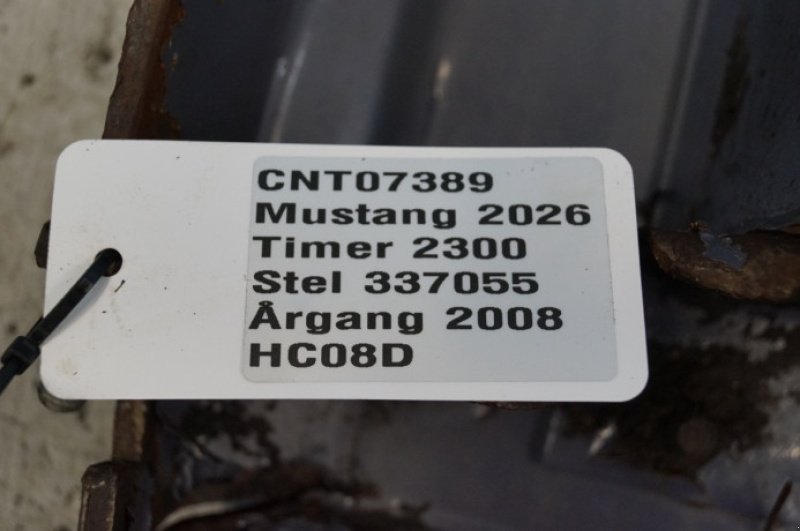 CNT07389
Mustang 2026
Timer 2300
Stel 337055
Årgang 2008
HC08D